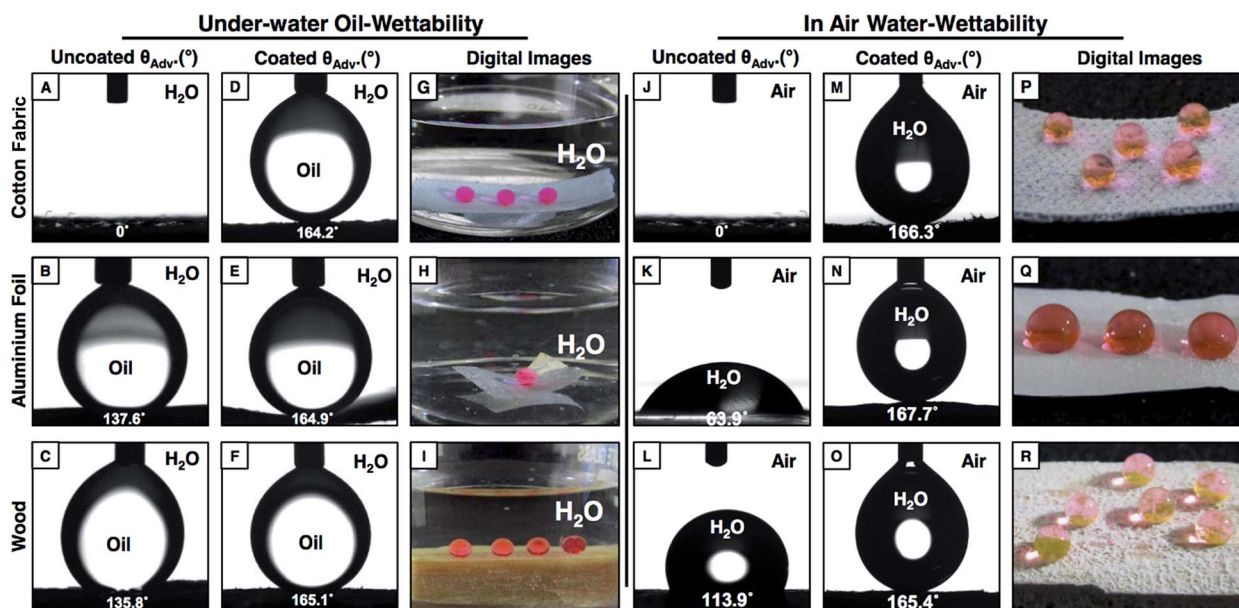 Under-water Oil-Wettability
In Air Water-Wettability
Uncoated θAdv.(°)
Coated θAdv.(°)
Digital Images
Uncoated θAdv.(°)
Coated θAdv.(°)
Digital Images
Cotton Fabric
A
H₂O
0°
D
H₂O
Oil
164.2°
G
H₂O
J
Air
0°
M
Air
H₂O
166.3°
P
Aluminium Foil
B
H₂O
Oil
137.6°
E
H₂O
Oil
164.9°
H
H₂O
K
Air
H₂O
63.9°
N
Air
H₂O
167.7°
Q
Wood
C
H₂O
Oil
135.8°
F
H₂O
Oil
165.1°
I
H₂O
L
Air
H₂O
113.9°
O
Air
H₂O
165.4°
R